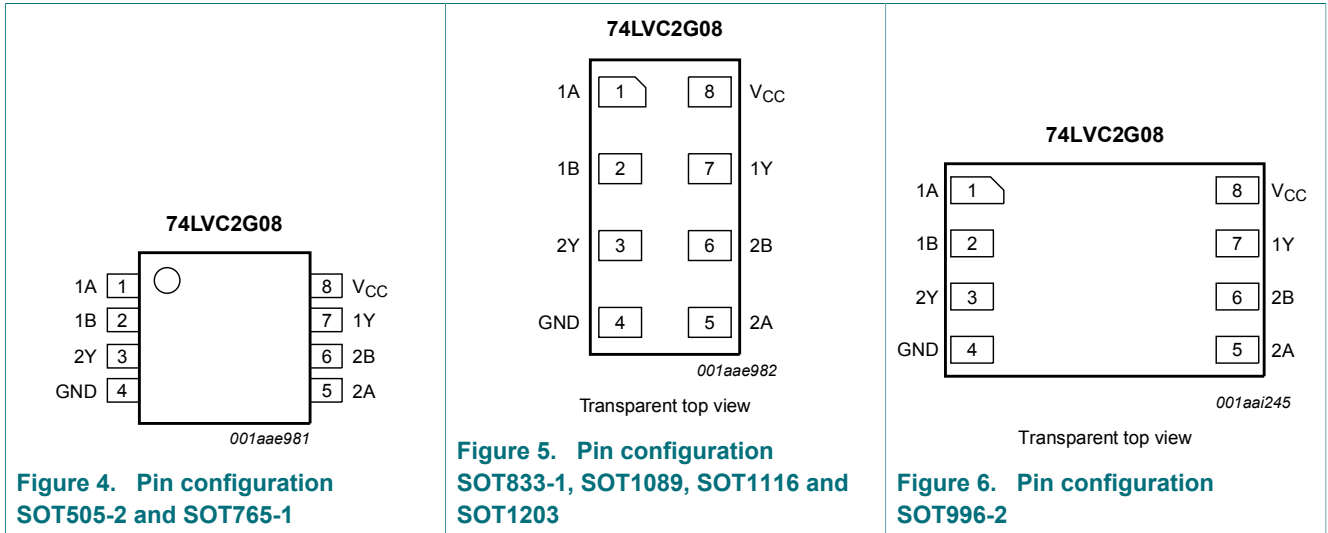 74LVC2G08
1A 1 8 VCC
1B 2 7 1Y
2Y 3 6 2B
GND 4 5 2A
001aae981
Figure 4. Pin configuration
SOT505-2 and SOT765-1
74LVC2G08
1A 1 8 VCC
1B 2 7 1Y
2Y 3 6 2B
GND 4 5 2A
001aae982
Transparent top view
Figure 5. Pin configuration
SOT833-1, SOT1089, SOT1116 and
SOT1203
74LVC2G08
1A 1 8 VCC
1B 2 7 1Y
2Y 3 6 2B
GND 4 5 2A
001aai245
Transparent top view
Figure 6. Pin configuration
SOT996-2